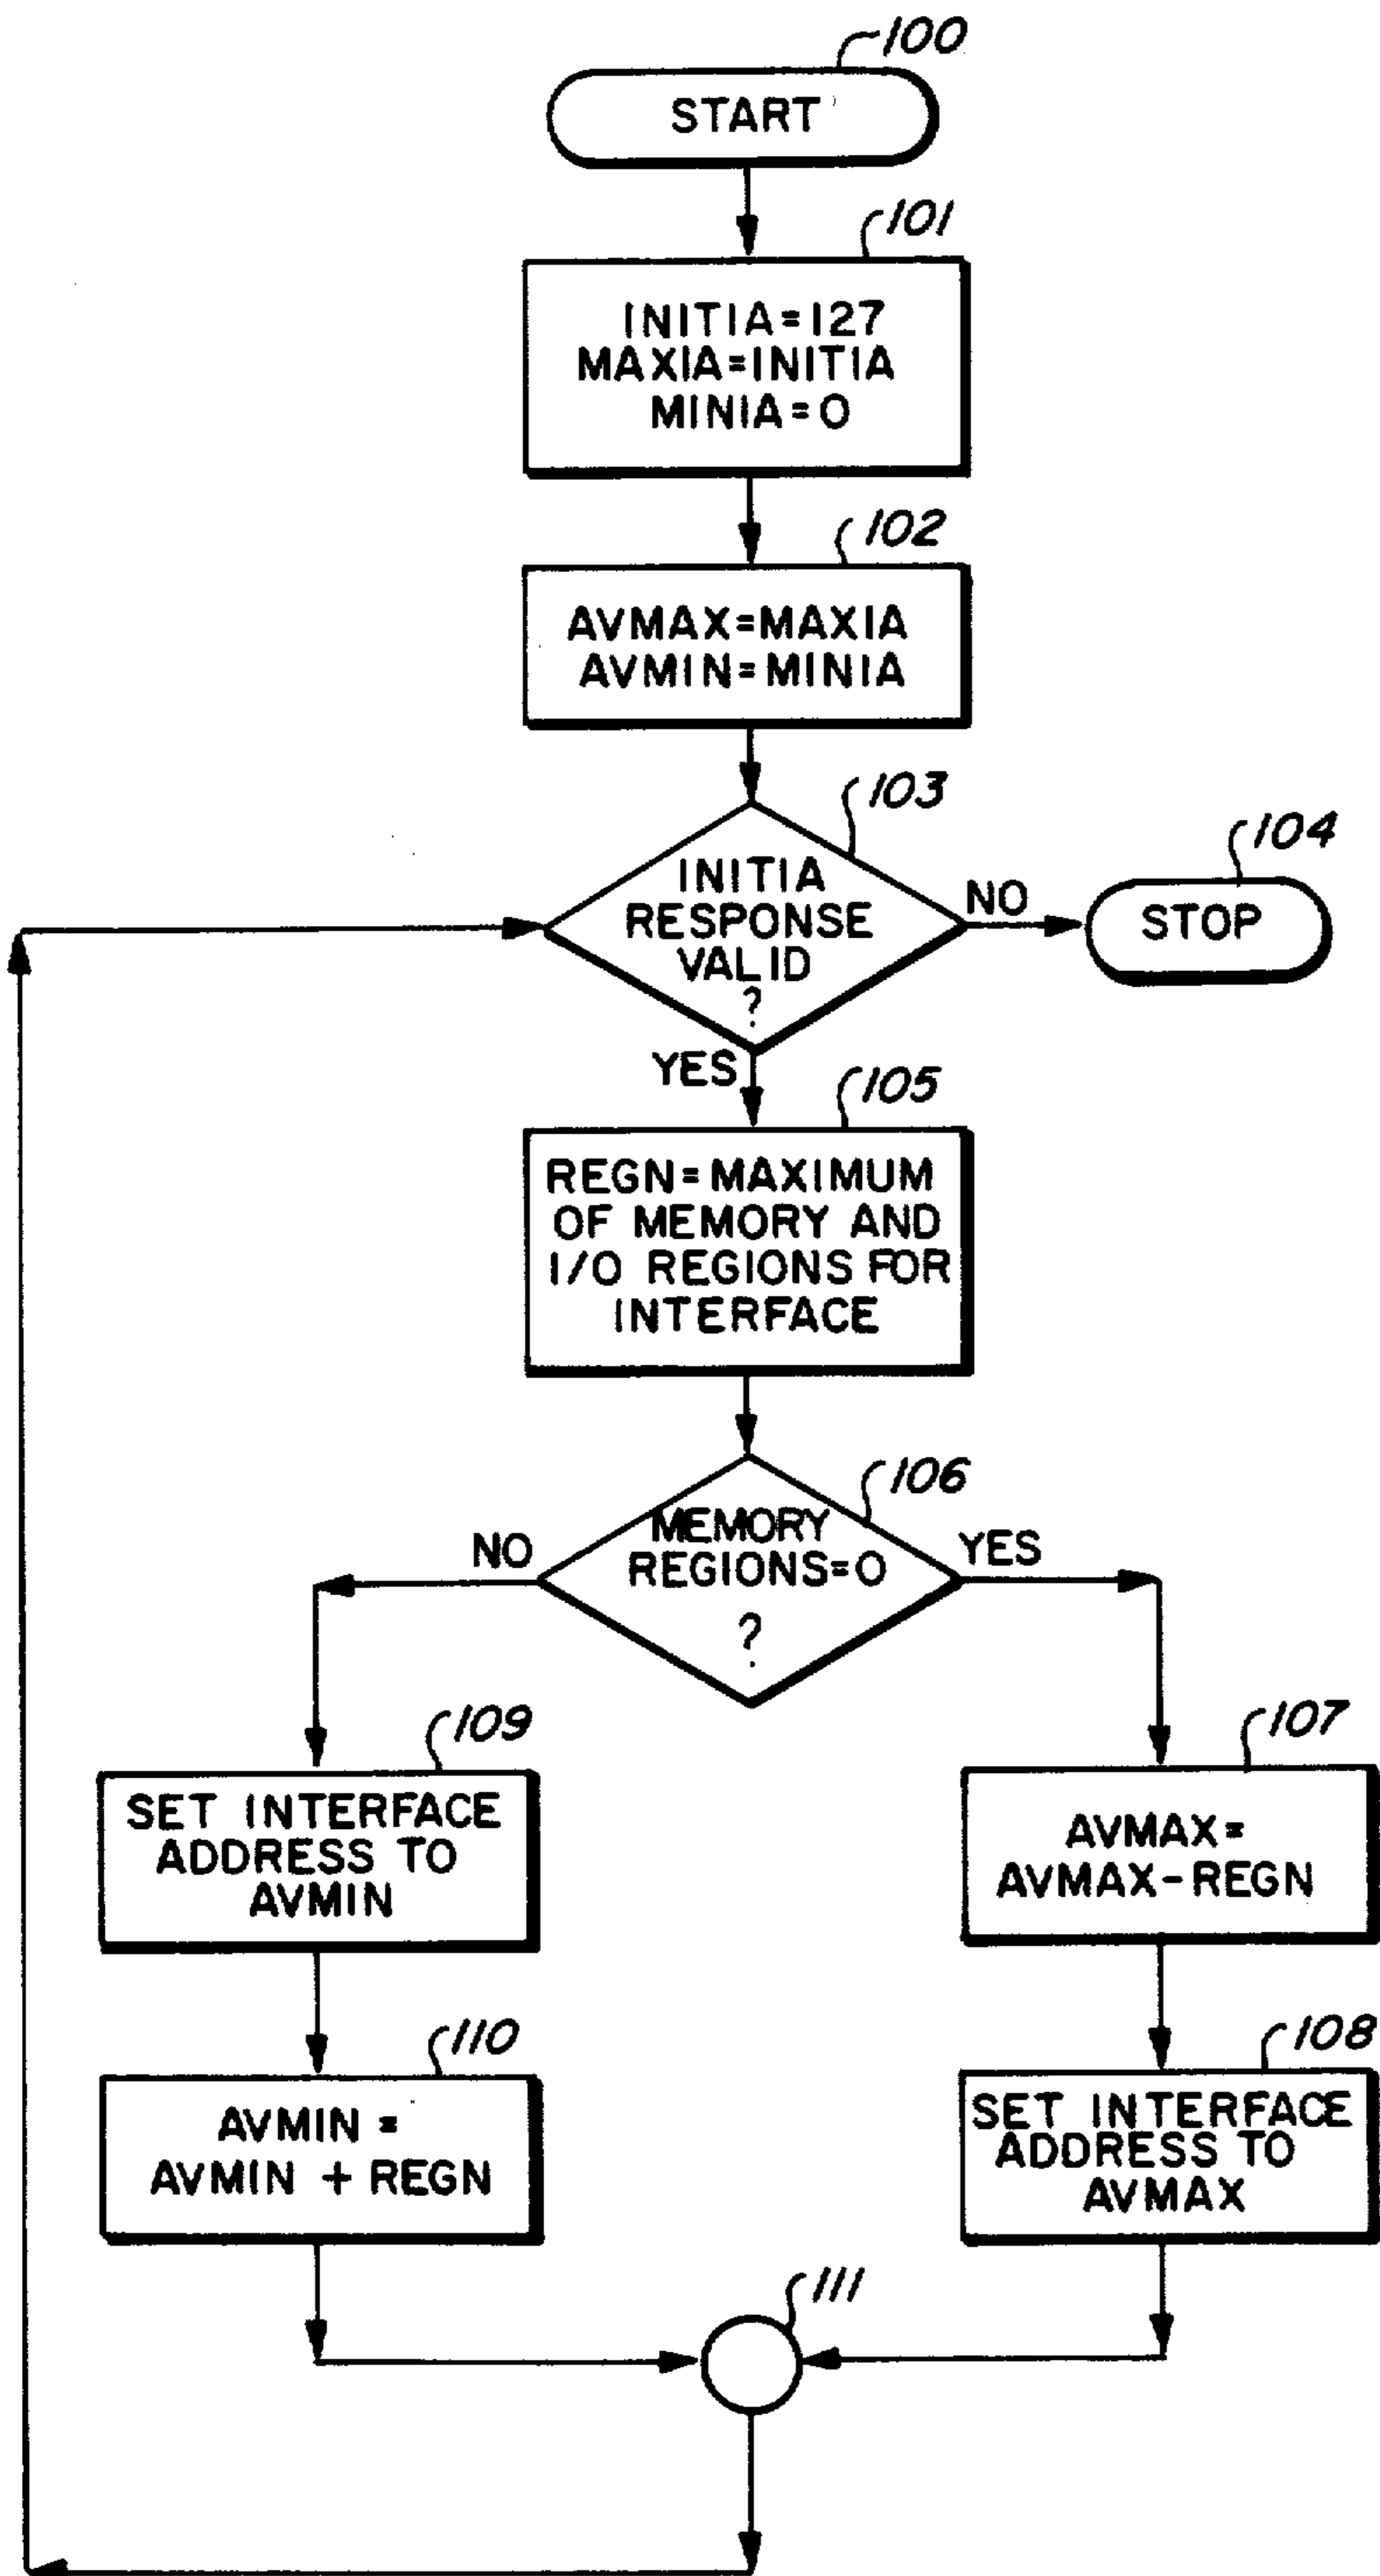 100
START
101
INITIA=127
MAXIA=INITIA
MINIA=0
102
AVMAX=MAXIA
AVMIN=MINIA
103
INITIA
RESPONSE
VALID
?
NO
104
STOP
YES
105
REGN=MAXIMUM
OF MEMORY AND
I/O REGIONS FOR
INTERFACE
106
MEMORY
REGIONS=0
?
NO
YES
109
SET INTERFACE
ADDRESS TO
AVMIN
107
AVMAX=
AVMAX-REGN
110
AVMIN =
AVMIN + REGN
108
SET INTERFACE
ADDRESS TO
AVMAX
111